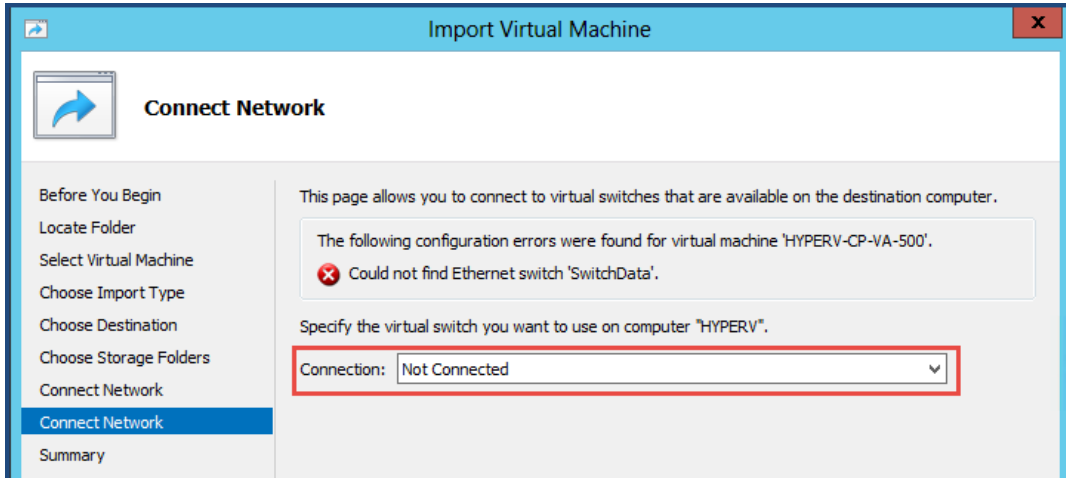 Import Virtual Machine
x
Connect Network
Before You Begin
Locate Folder
Select Virtual Machine
Choose Import Type
Choose Destination
Choose Storage Folders
Connect Network
Connect Network
Summary
This page allows you to connect to virtual switches that are available on the destination computer.
The following configuration errors were found for virtual machine 'HYPERV-CP-VA-500'.
Could not find Ethernet switch 'SwitchData'.
Specify the virtual switch you want to use on computer "HYPERV".
Connection: Not Connected